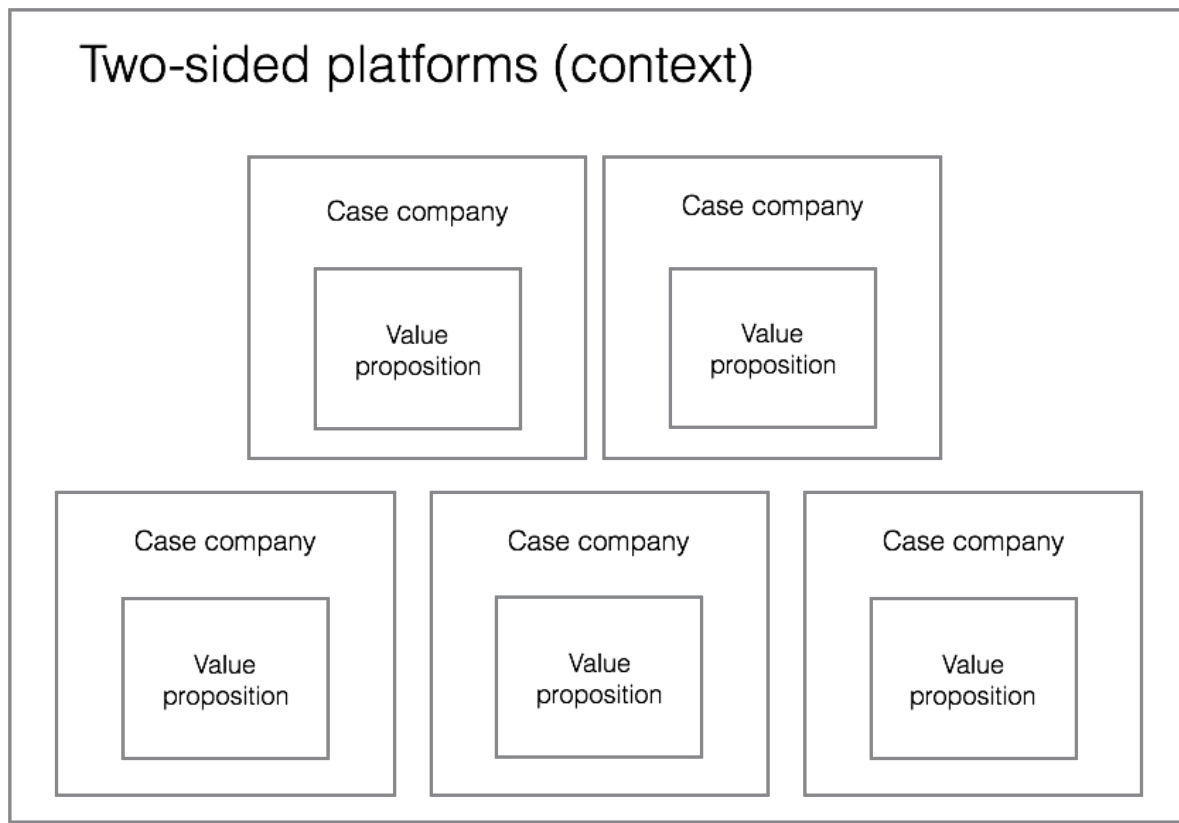 Two-sided platforms (context)
Case company
Value
proposition
Case company
Value
proposition
Case company
Value
proposition
Case company
Value
proposition
Case company
Value
proposition